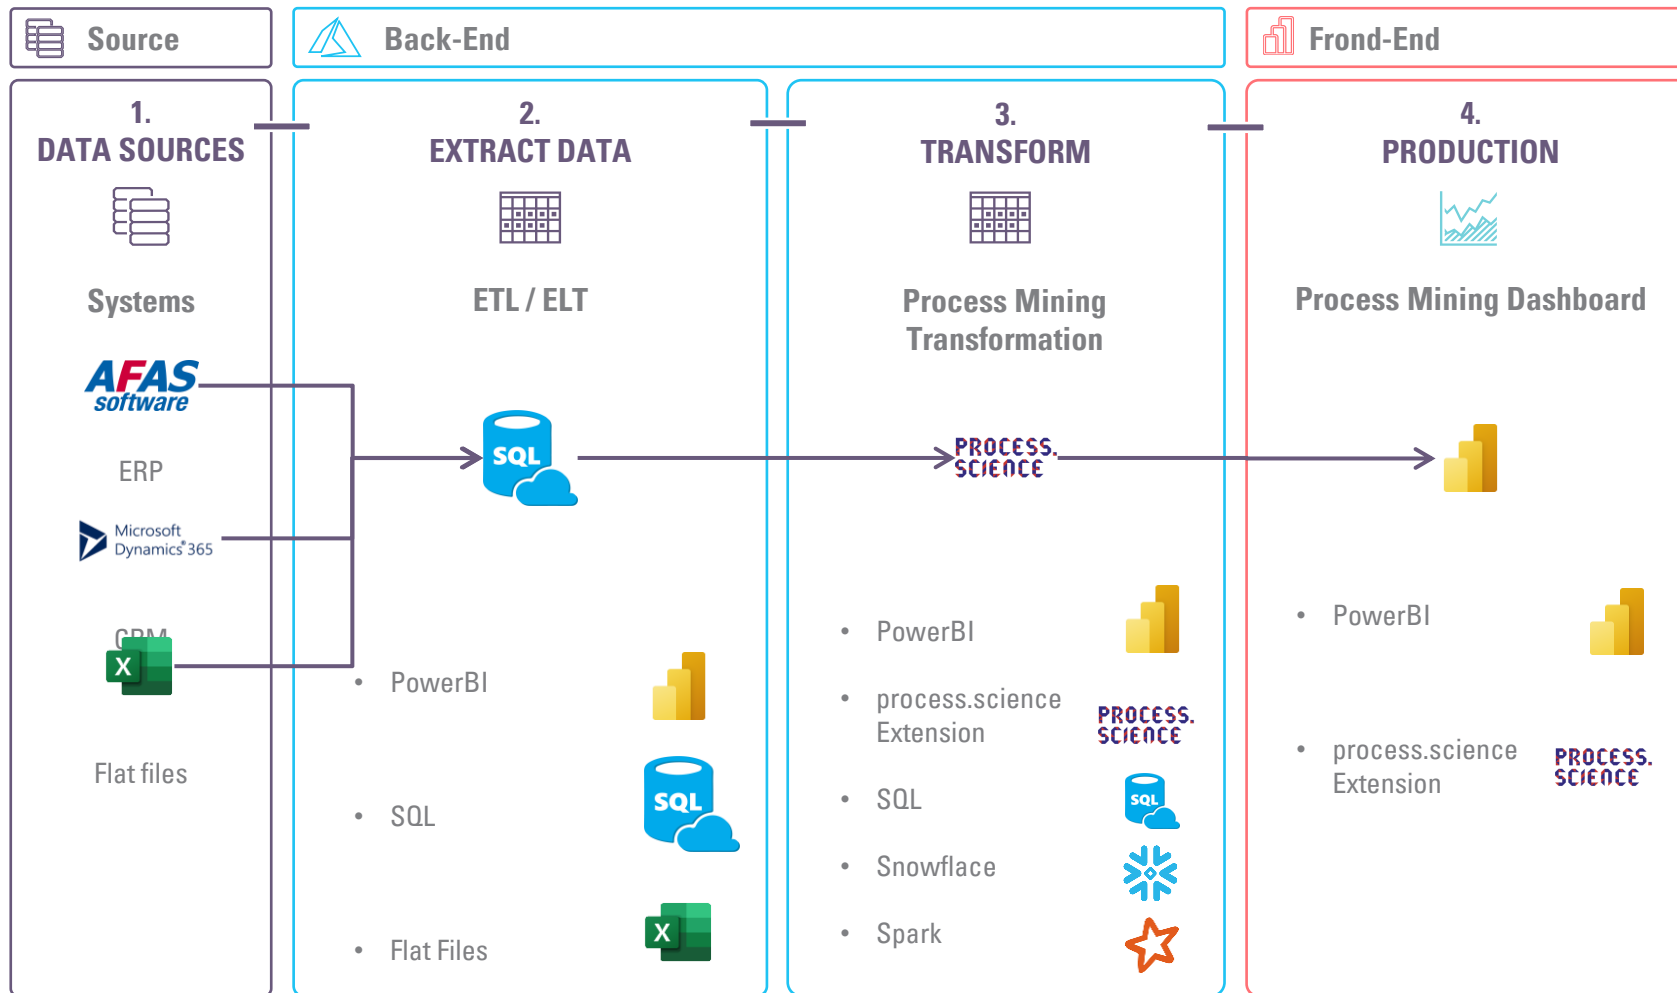 Source
Back-End
Frond-End
1.
DATA SOURCES
Systems
AFAS
software
ERP
Microsoft
Dynamics®365
CRM
X
Flat files
2.
EXTRACT DATA
ETL / ELT
SQL
• PowerBI
• SQL
SQL
• Flat Files
X
3.
TRANSFORM
Process Mining
Transformation
PROCESS.
SCIENCE
• PowerBI
• process.science
Extension
PROCESS.
SCIENCE
• SQL
SQL
• Snowflace
• Spark
4.
PRODUCTION
Process Mining Dashboard
• PowerBI
• process.science
Extension
PROCESS.
SCIENCE